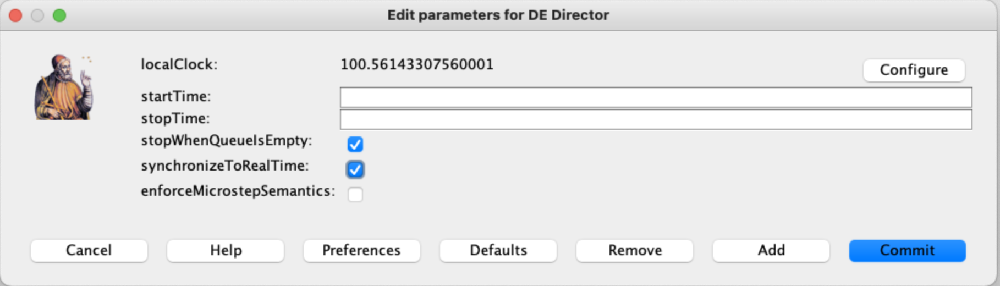 Edit parameters for DE Director
localClock: 100.56143307560001
Configure
startTime:
stopTime:
stopWhenQueueIsEmpty:
synchronizeToRealTime:
enforceMicrostepSemantics:
Cancel Help Preferences Defaults Remove Add Commit